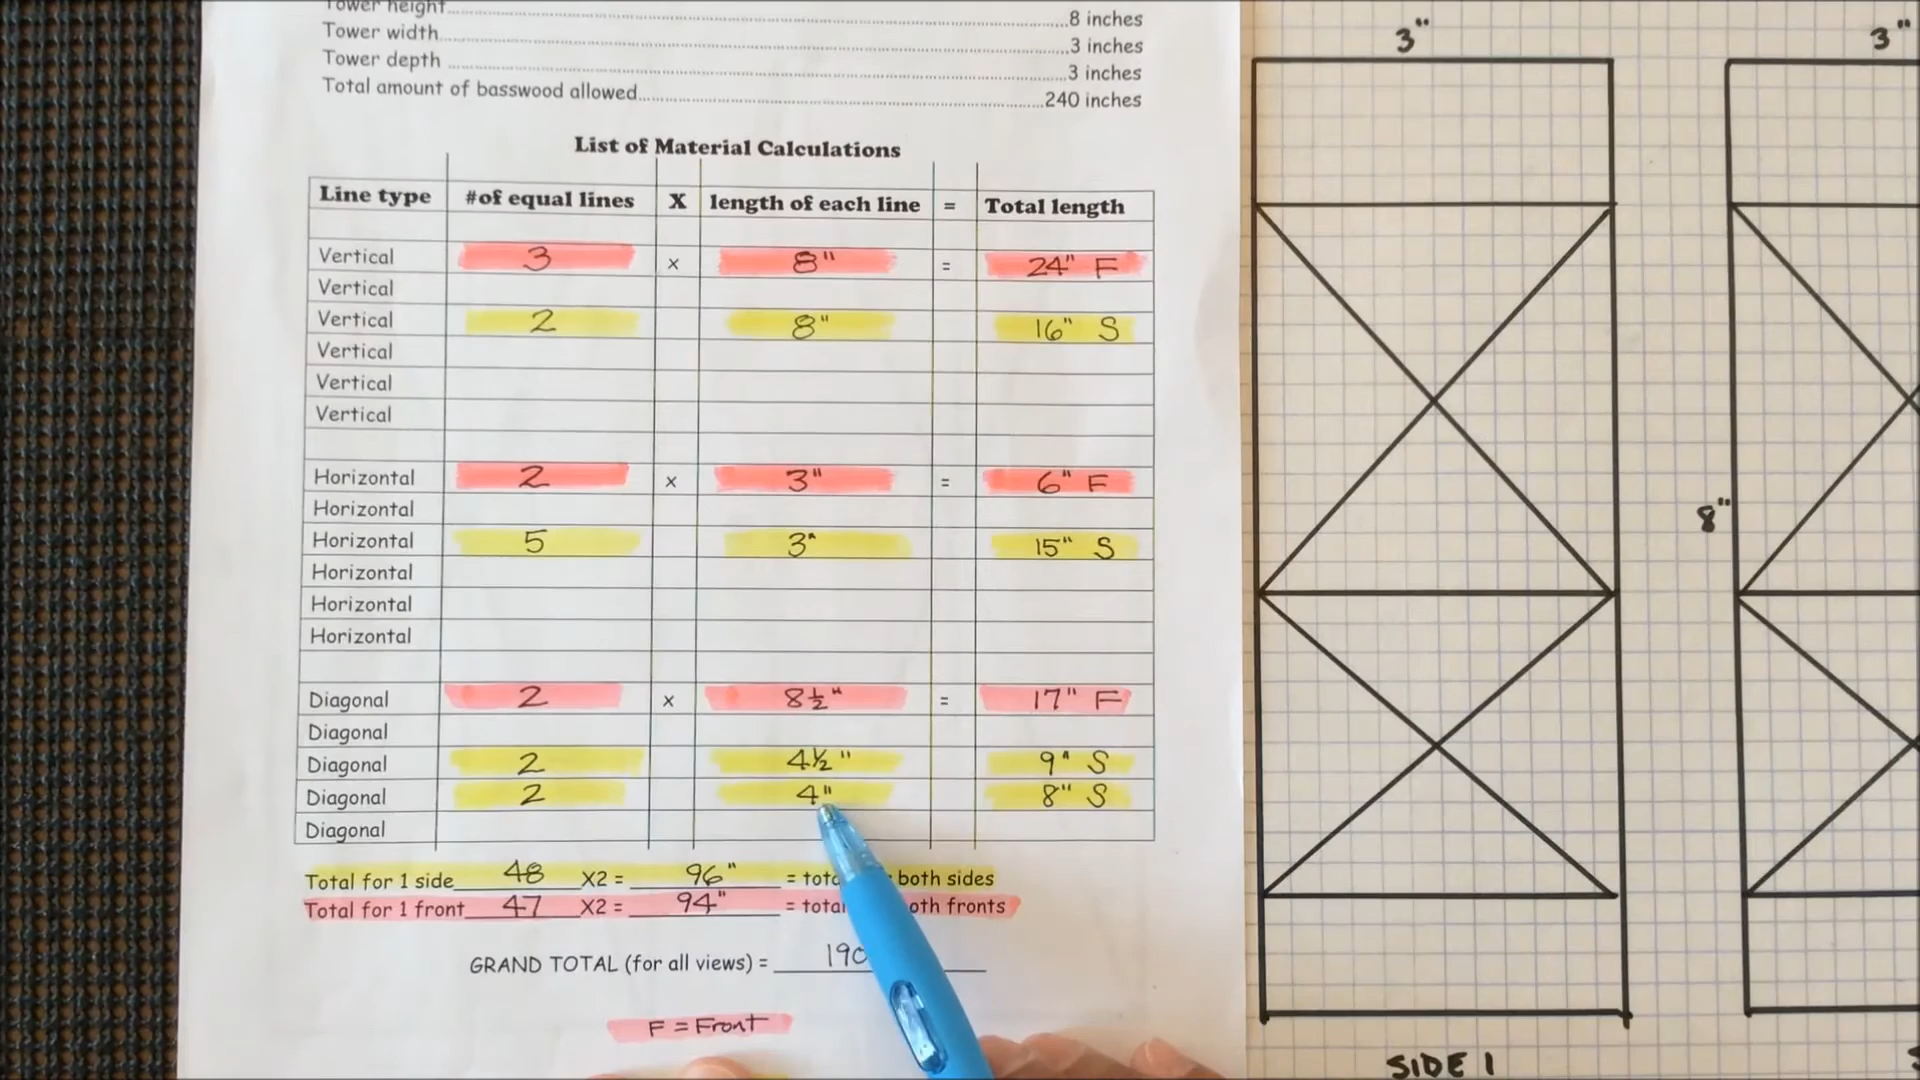 Tower height 8 inches
Tower width 3 inches
Tower depth 3 inches
Total amount of basswood allowed 240 inches
List of Material Calculations
Line type #of equal lines X length of each line = Total length
Vertical 3 x 8" = 24" F
Vertical
Vertical 2 8" 16" S
Vertical
Vertical
Vertical
Horizontal 2 x 3" = 6" F
Horizontal
Horizontal 5 3" 15" S
Horizontal
Horizontal
Horizontal
Diagonal 2 x 8½" = 17" F
Diagonal
Diagonal 2 4½" 9" S
Diagonal 2 4" 8" S
Diagonal
Total for 1 side 48 X2 = 96" = both sides
Total for 1 front 47 X2 = 94" = fronts
GRAND TOTAL (for all views) = 190
F = Front
3"
3"
8"
SIDE 1